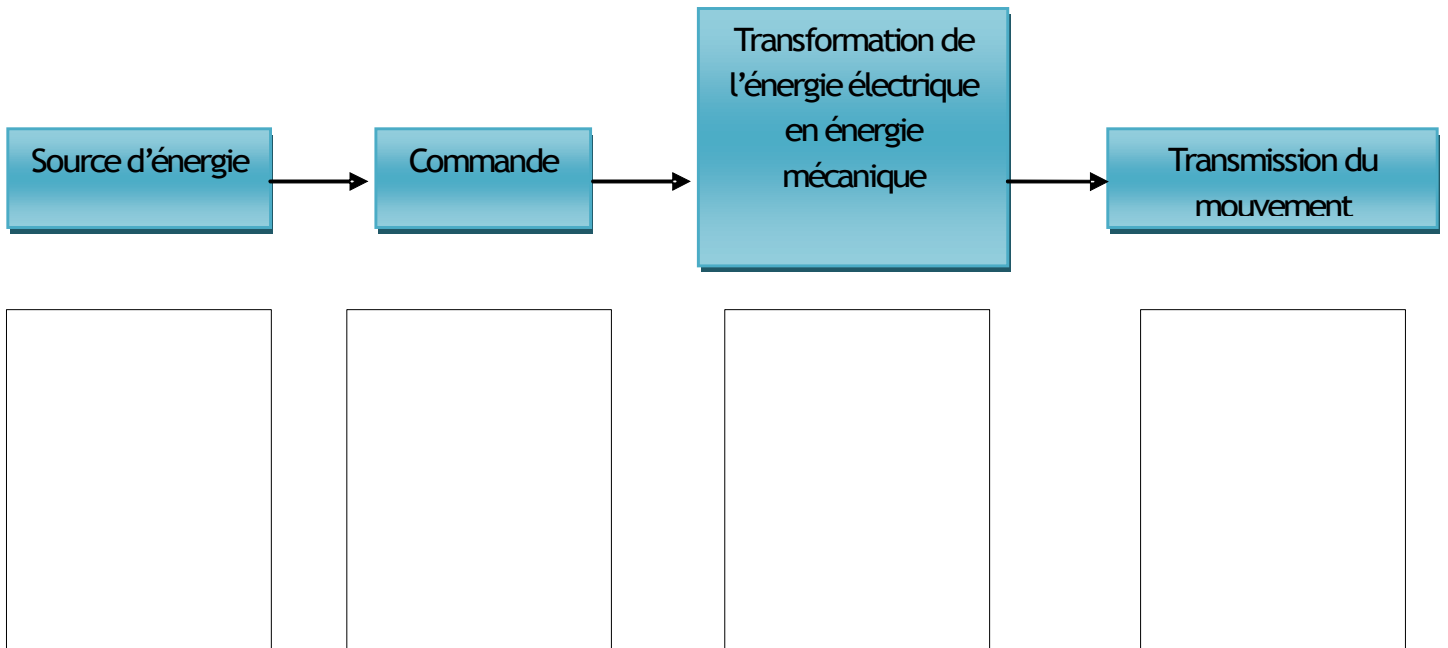 Source d'énergie
Commande
Transformation de
l'énergie électrique
en énergie
mécanique
Transmission du
mouvement